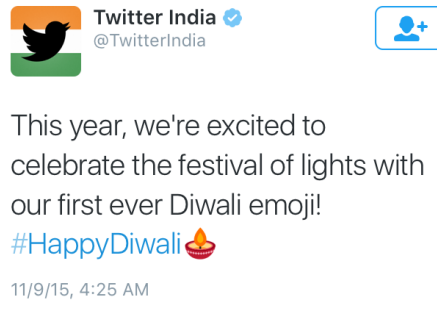 Twitter India
@TwitterIndia
This year, we're excited to
celebrate the festival of lights with
our first ever Diwali emoji!
#HappyDiwali
11/9/15, 4:25 AM